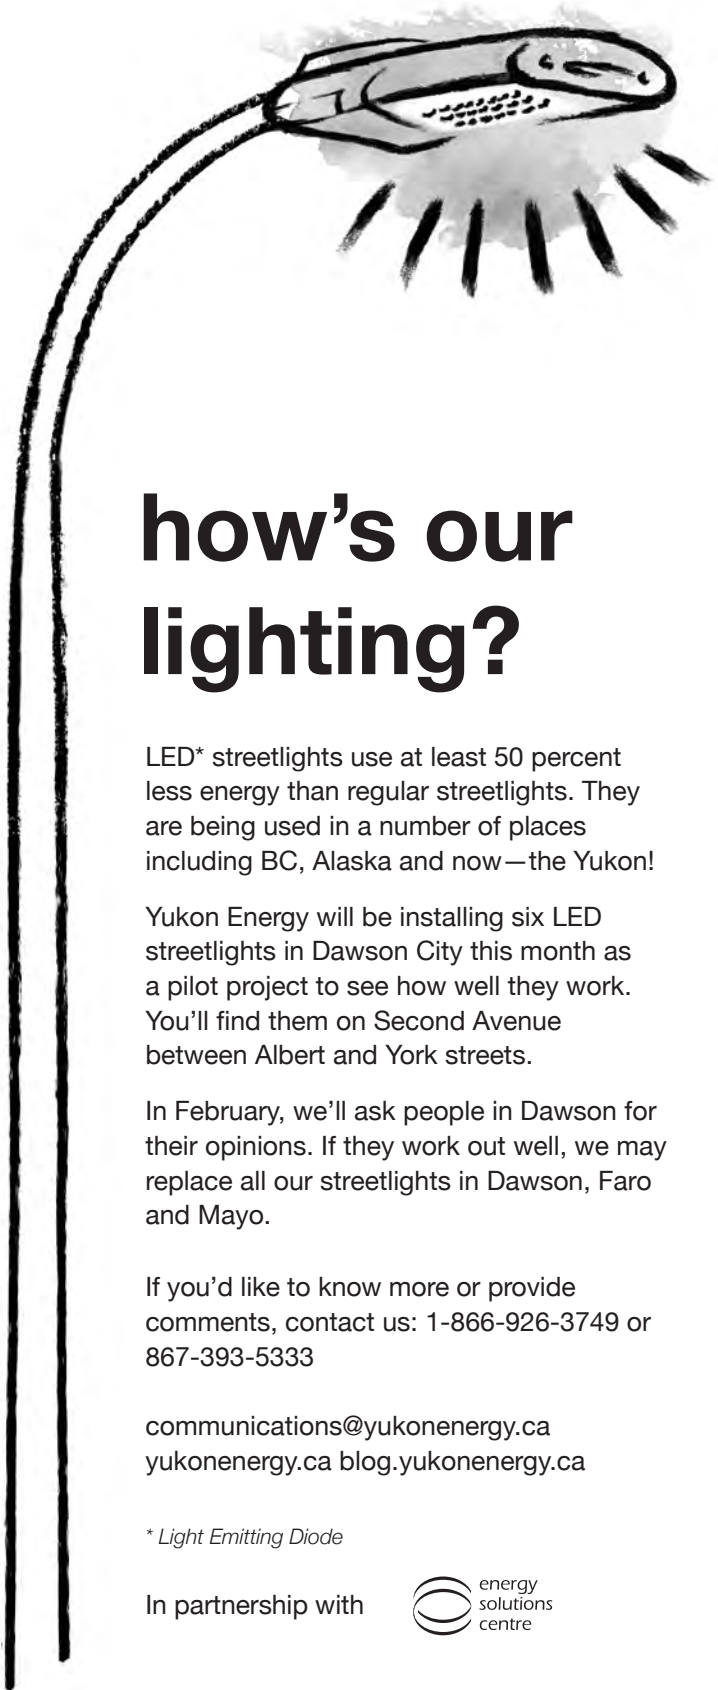 how’s our
lighting?
LED* streetlights use at least 50 percent
less energy than regular streetlights. They
are being used in a number of places
including BC, Alaska and now—the Yukon!
Yukon Energy will be installing six LED
streetlights in Dawson City this month as
a pilot project to see how well they work.
You’ll find them on Second Avenue
between Albert and York streets.
In February, we’ll ask people in Dawson for
their opinions. If they work out well, we may
replace all our streetlights in Dawson, Faro
and Mayo.
If you’d like to know more or provide
comments, contact us: 1-866-926-3749 or
867-393-5333
communications@yukonenergy.ca
yukonenergy.ca blog.yukonenergy.ca
* Light Emitting Diode
In partnership with
energy
solutions
centre